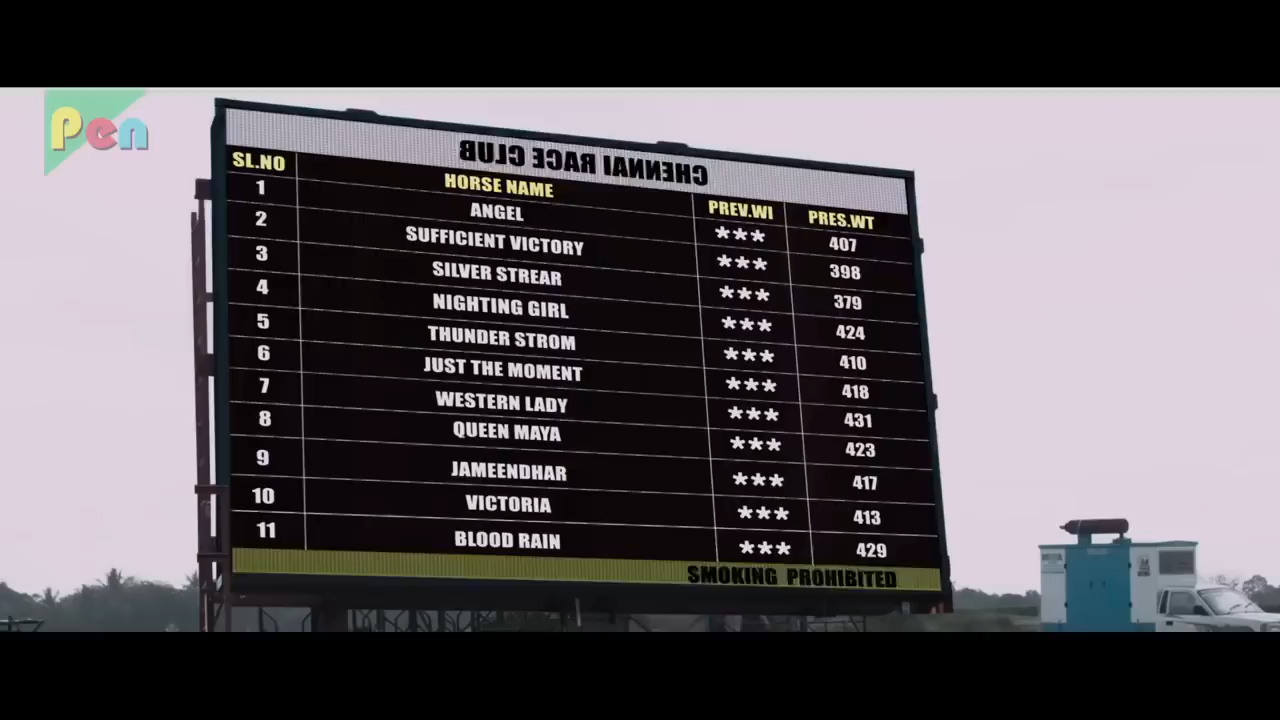 Pen
CHENNAI RACE CLUB
SL.NO HORSE NAME PREV.WI PRES.WT
1 ANGEL *** 407
2 SUFFICIENT VICTORY *** 398
3 SILVER STREAR *** 379
4 NIGHTING GIRL *** 424
5 THUNDER STROM *** 410
6 JUST THE MOMENT *** 418
7 WESTERN LADY *** 431
8 QUEEN MAYA *** 423
9 JAMEENDHAR *** 417
10 VICTORIA *** 413
11 BLOOD RAIN *** 429
SMOKING PROHIBITED